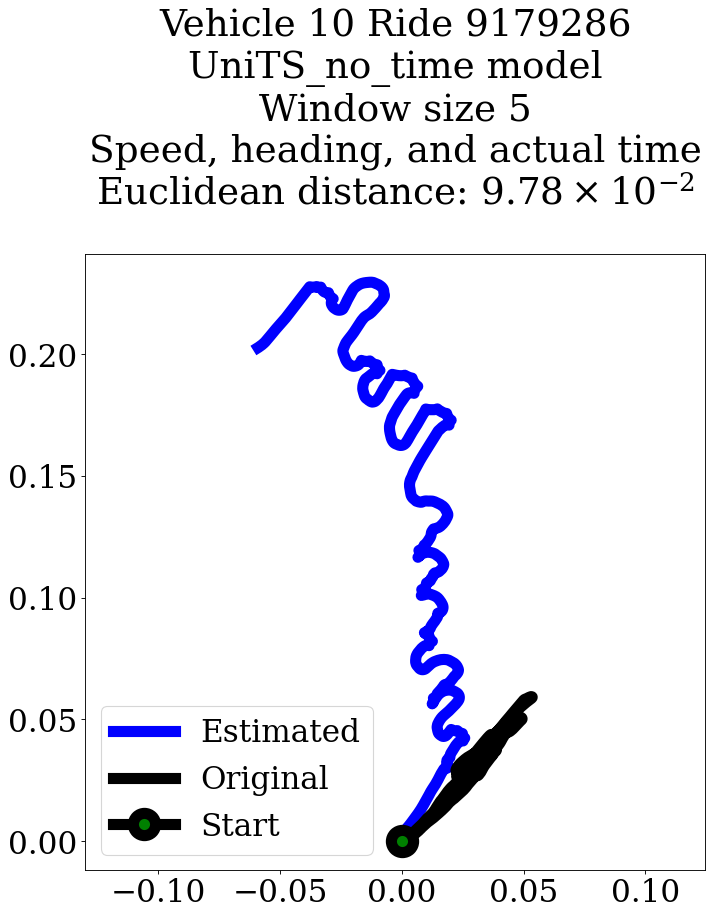 Vehicle 10 Ride 9179286
UniTS_no_time model
Window size 5
Speed, heading, and actual time
Euclidean distance: $9.78 \times 10^{-2}$
0.20
0.15
0.10
0.05
0.00
Estimated
Original
Start
−0.10 −0.05 0.00 0.05 0.10